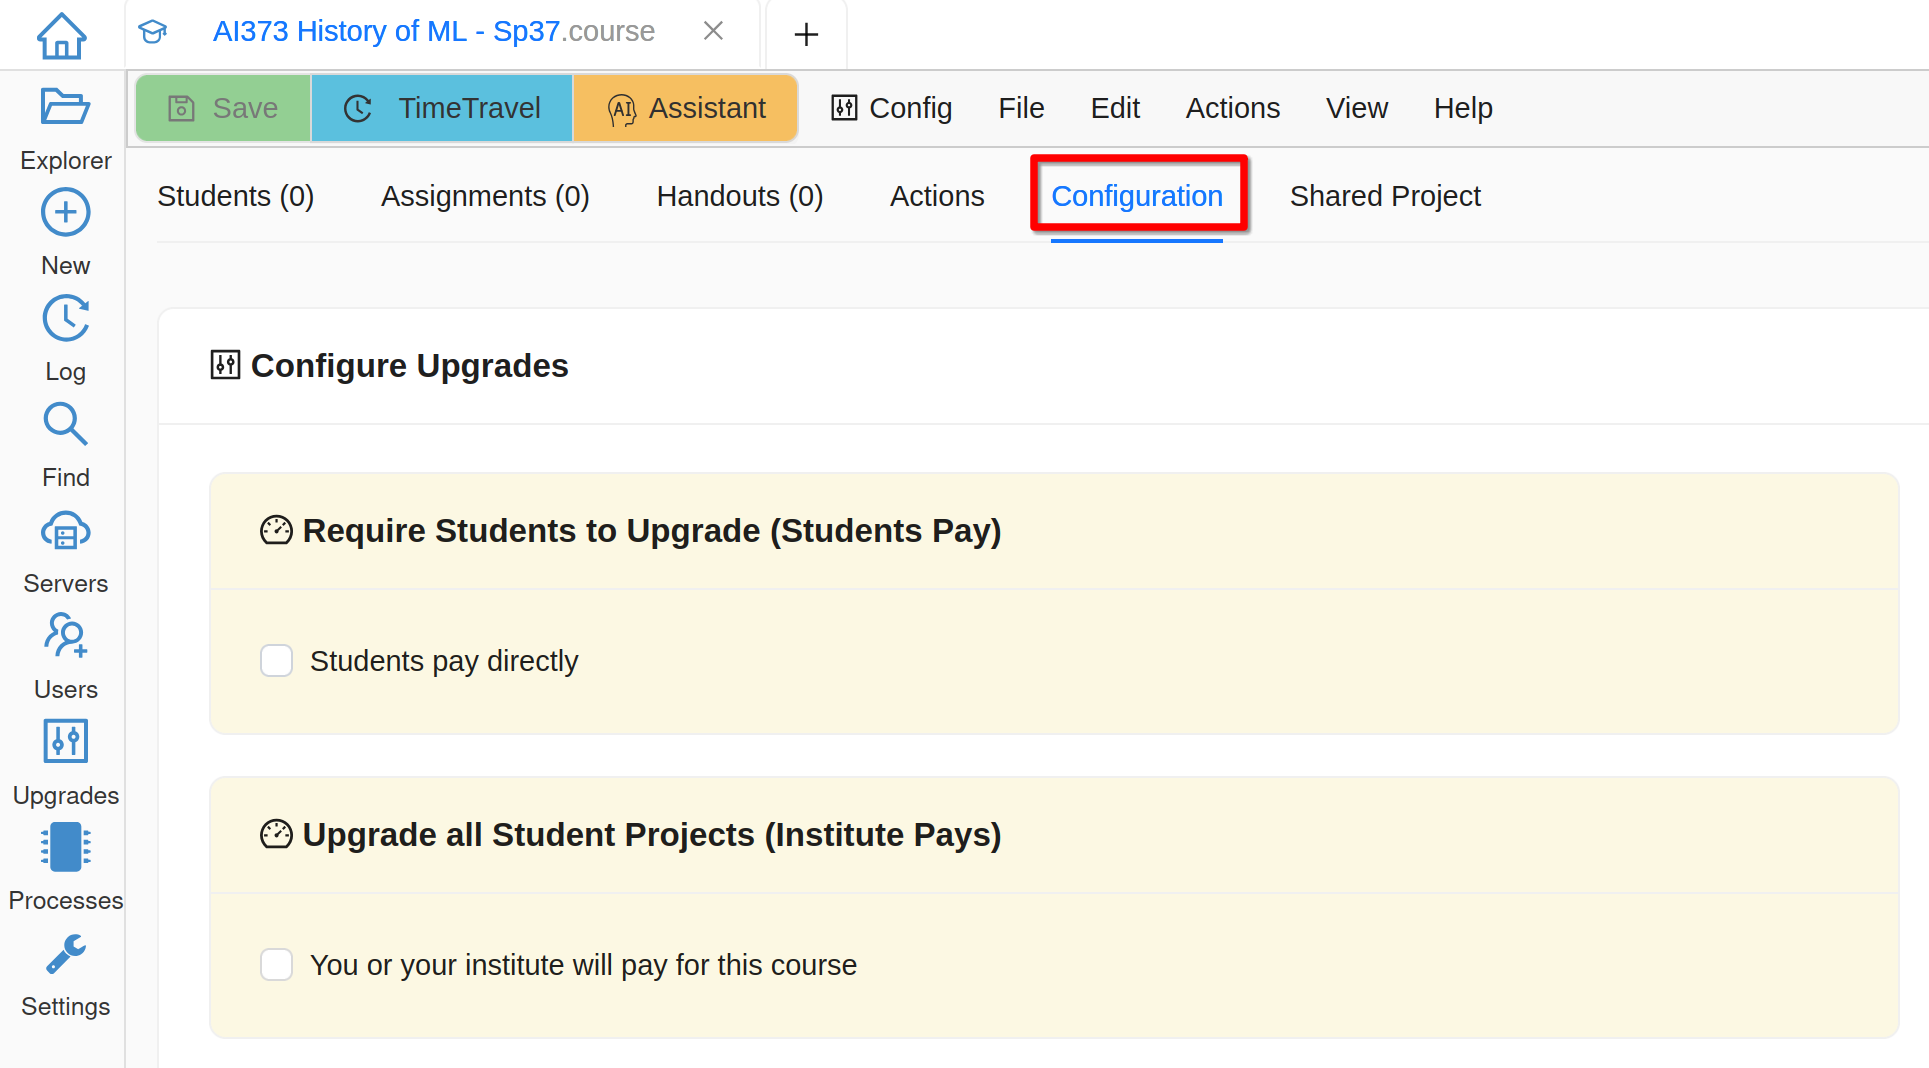 AI373 History of ML - Sp37.course
Save TimeTravel AI Assistant Config File Edit Actions View Help
Explorer
New
Log
Find
Servers
Users
Upgrades
Processes
Settings
Students (0) Assignments (0) Handouts (0) Actions Configuration Shared Project
Configure Upgrades
Require Students to Upgrade (Students Pay)
Students pay directly
Upgrade all Student Projects (Institute Pays)
You or your institute will pay for this course